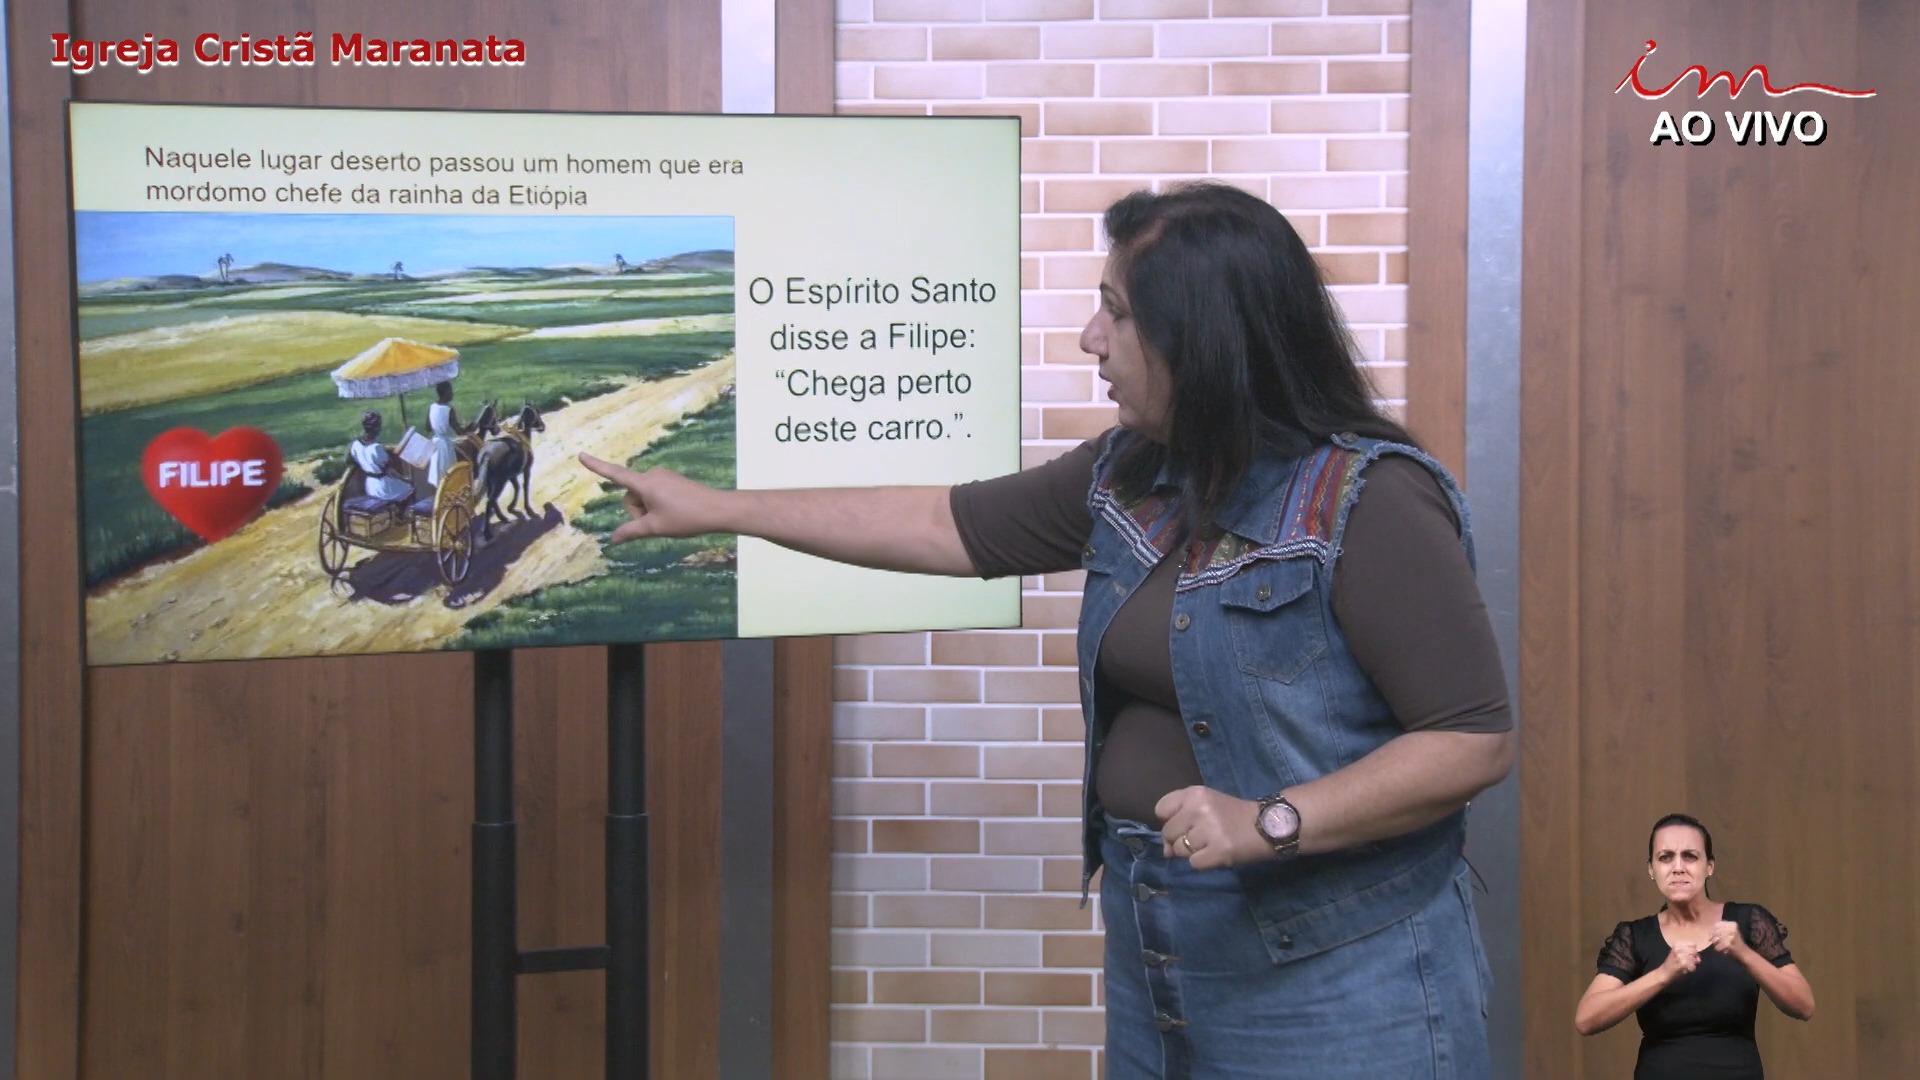 Igreja Cristã Maranata
im
AO VIVO
Naquele lugar deserto passou um homem que era
mordomo chefe da rainha da Etiópia
O Espírito Santo
disse a Filipe:
“Chega perto
deste carro.”.
FILIPE